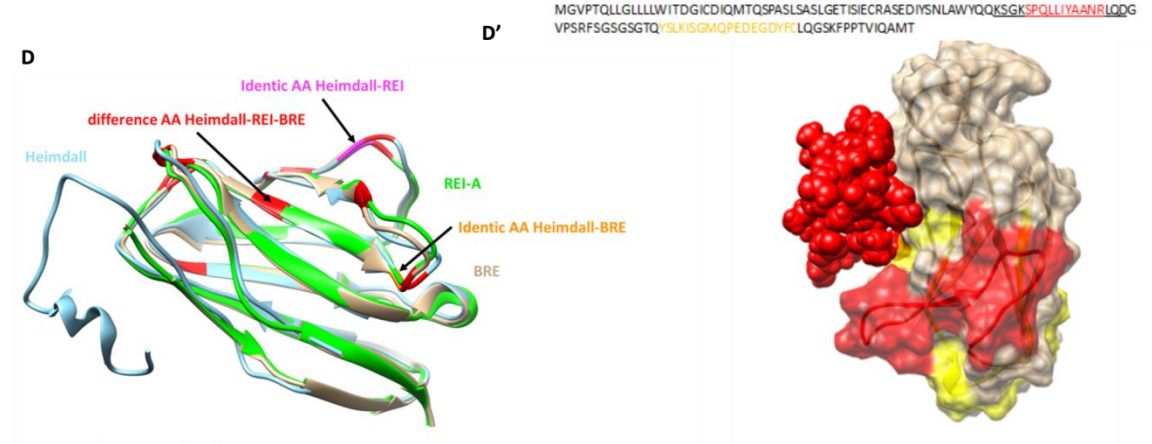 MGVPTQLLGLLLLWITDGICDIQMTQSPASLSASLGETISIECRASEDIYSNLAWYQQKSGKSPQLLIYAANRLQDG
VPSRFSGSGSGTQYSLKISGMQPEDEGDYFCLQGSKFPPTVIQAMT
D'
D
Identic AA Heimdall-REI
difference AA Heimdall-REI-BRE
Heimdall
REI-A
Identic AA Heimdall-BRE
BRE